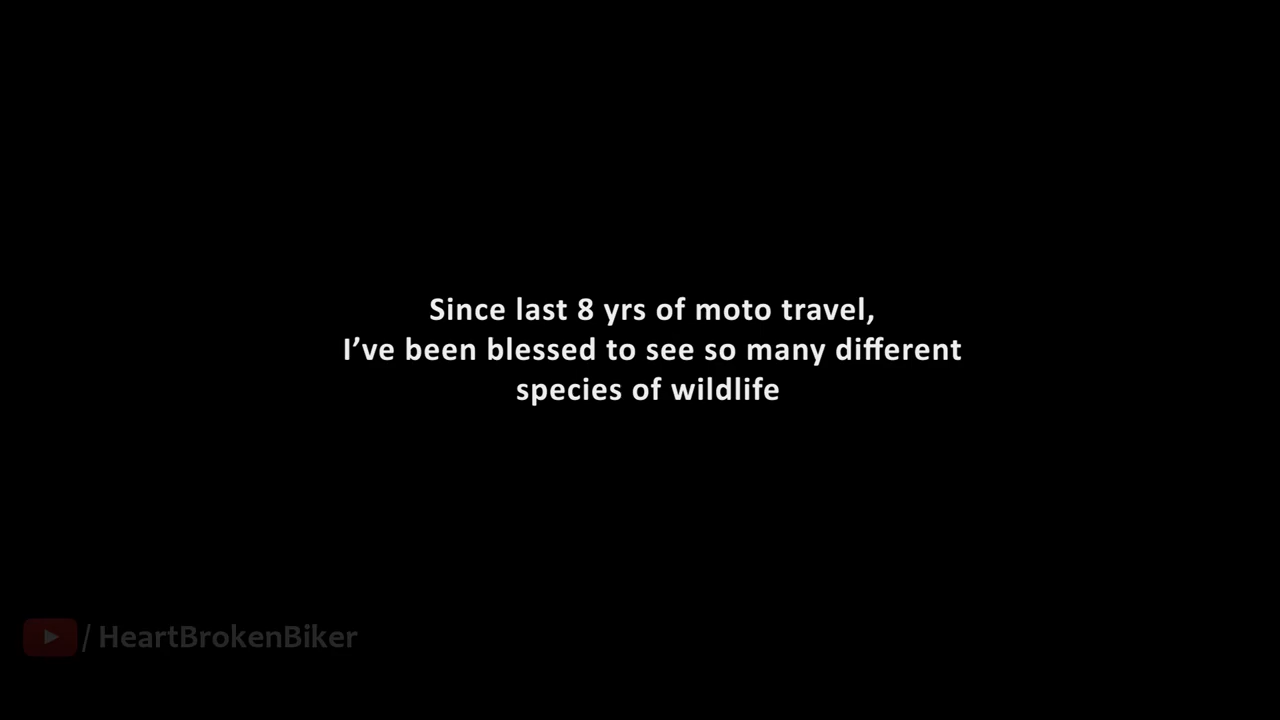 Since last 8 yrs of moto travel,
I’ve been blessed to see so many different
species of wildlife
/ HeartBrokenBiker